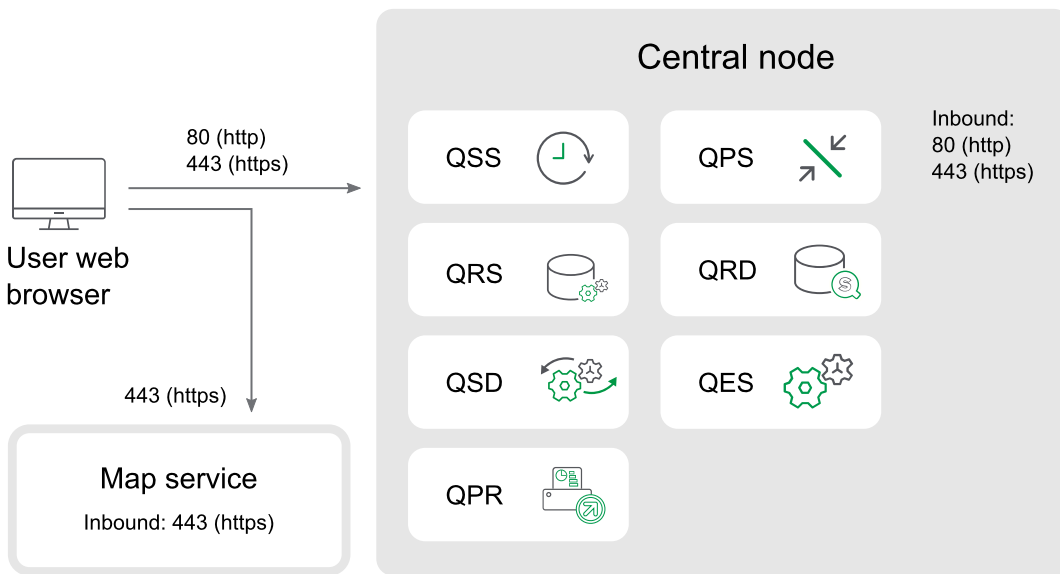 Central node
80 (http)
443 (https)
User web
browser
443 (https)
Map service
Inbound: 443 (https)
QSS
QPS
QRS
QRD
S
QSD
QES
QPR
Inbound:
80 (http)
443 (https)